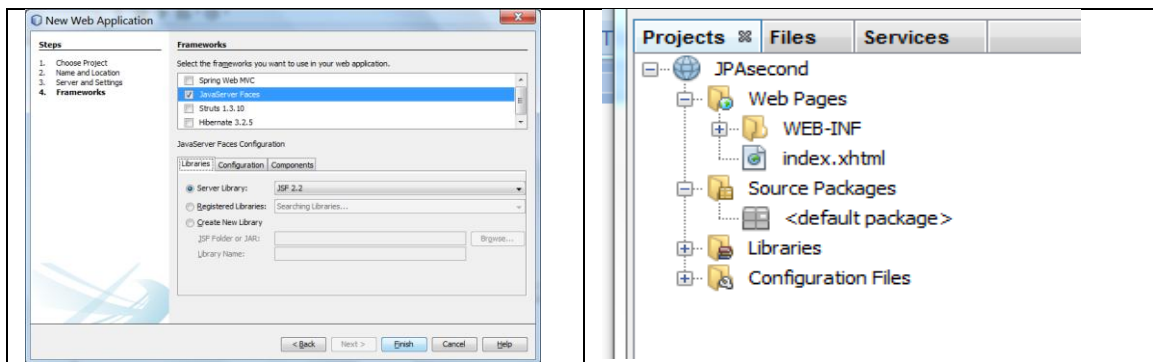 New Web Application
Steps
1. Choose Project
2. Name and Location
3. Server and Settings
4. Frameworks
Frameworks
Select the frameworks you want to use in your web application.
Spring Web MVC
JavaServer Faces
Struts 1.3.10
Hibernate 3.2.5
JavaServer Faces Configuration
Libraries Configuration Components
Server Library: JSF 2.2
Registered Libraries: Searching Libraries...
Create New Library
JSF Folder or JAR: Browse...
Library Name:
< Back Next > Finish Cancel Help
T
Projects Files Services
JPAsecond
Web Pages
WEB-INF
index.xhtml
Source Packages
<default package>
Libraries
Configuration Files